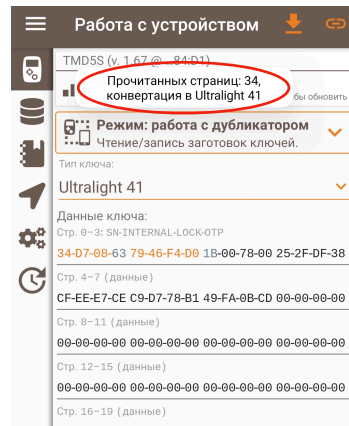 Работа с устройством
TMD5S (v. 1.67 @ ...84:D1)
Прочитанных страниц: 34,
конвертация в Ultralight 41
бы обновить
Режим: работа с дубликатором
Чтение/запись заготовок ключей.
Тип ключа:
Ultralight 41
Данные ключа:
Стр. 0–3: SN-INTERNAL-LOCK-OTP
34-D7-08-63 79-46-F4-D0 1B-00-78-00 25-2F-DF-38
Стр. 4–7 (данные)
CF-EE-E7-CE C9-D7-78-B1 49-FA-0B-CD 00-00-00-00
Стр. 8–11 (данные)
00-00-00-00 00-00-00-00 00-00-00-00 00-00-00-00
Стр. 12–15 (данные)
00-00-00-00 00-00-00-00 00-00-00-00 00-00-00-00
Стр. 16–19 (данные)